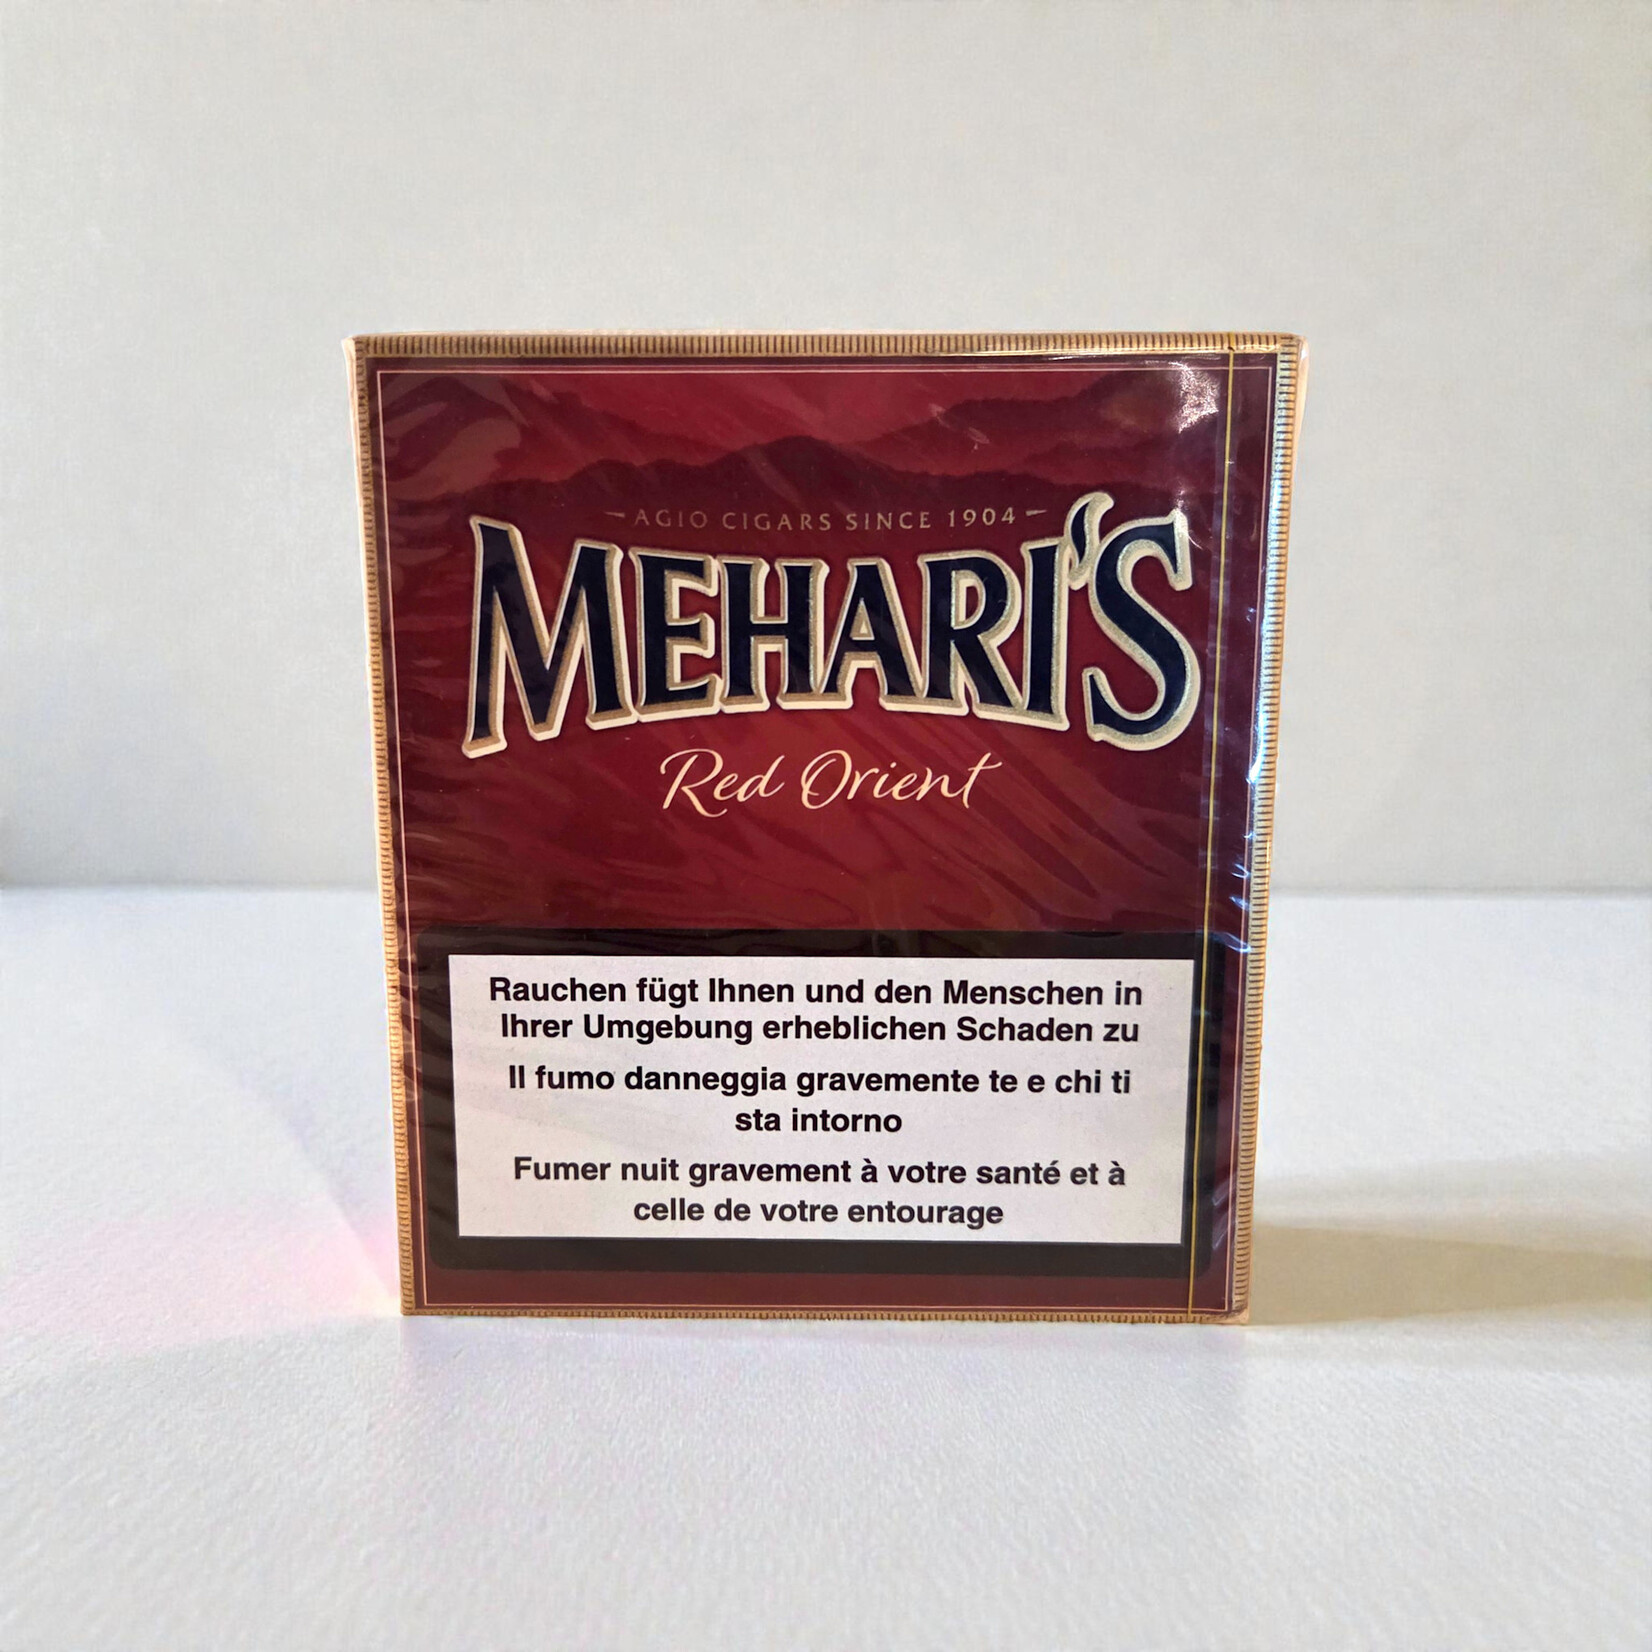 AGIO CIGARS SINCE 1904
MEHARI'S
Red Orient
Rauchen fügt Ihnen und den Menschen in
Ihrer Umgebung erheblichen Schaden zu
Il fumo danneggia gravemente te e chi ti
sta intorno
Fumer nuit gravement à votre santé et à
celle de votre entourage